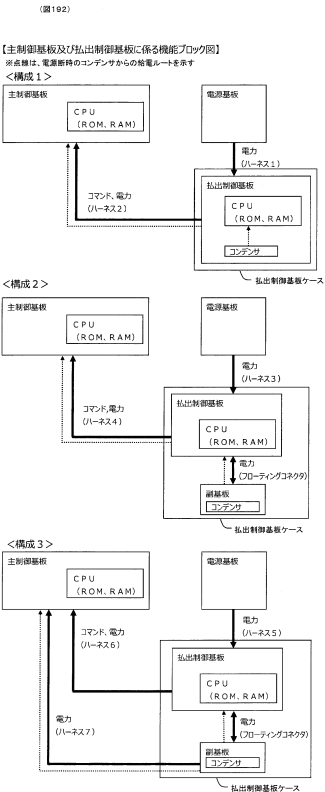 (図192)
【主制御基板及び払出制御基板に係る機能ブロック図】
※点線は、電源断時のコンデンサからの給電ルートを示す
＜構成１＞
主制御基板
ＣＰＵ
（ＲＯＭ、ＲＡＭ）
電源基板
電力
（ハーネス１）
払出制御基板
ＣＰＵ
（ＲＯＭ、ＲＡＭ）
コンデンサ
コマンド、電力
（ハーネス２）
払出制御基板ケース
＜構成２＞
主制御基板
ＣＰＵ
（ＲＯＭ、ＲＡＭ）
電源基板
電力
（ハーネス３）
払出制御基板
ＣＰＵ
（ＲＯＭ、ＲＡＭ）
コマンド,電力
（ハーネス４）
電力
（フローティングコネクタ）
副基板
コンデンサ
払出制御基板ケース
＜構成３＞
主制御基板
ＣＰＵ
（ＲＯＭ、ＲＡＭ）
電源基板
電力
（ハーネス５）
コマンド、電力
（ハーネス６）
払出制御基板
ＣＰＵ
（ＲＯＭ、ＲＡＭ）
電力
（ハーネス７）
電力
（フローティングコネクタ）
副基板
コンデンサ
払出制御基板ケース